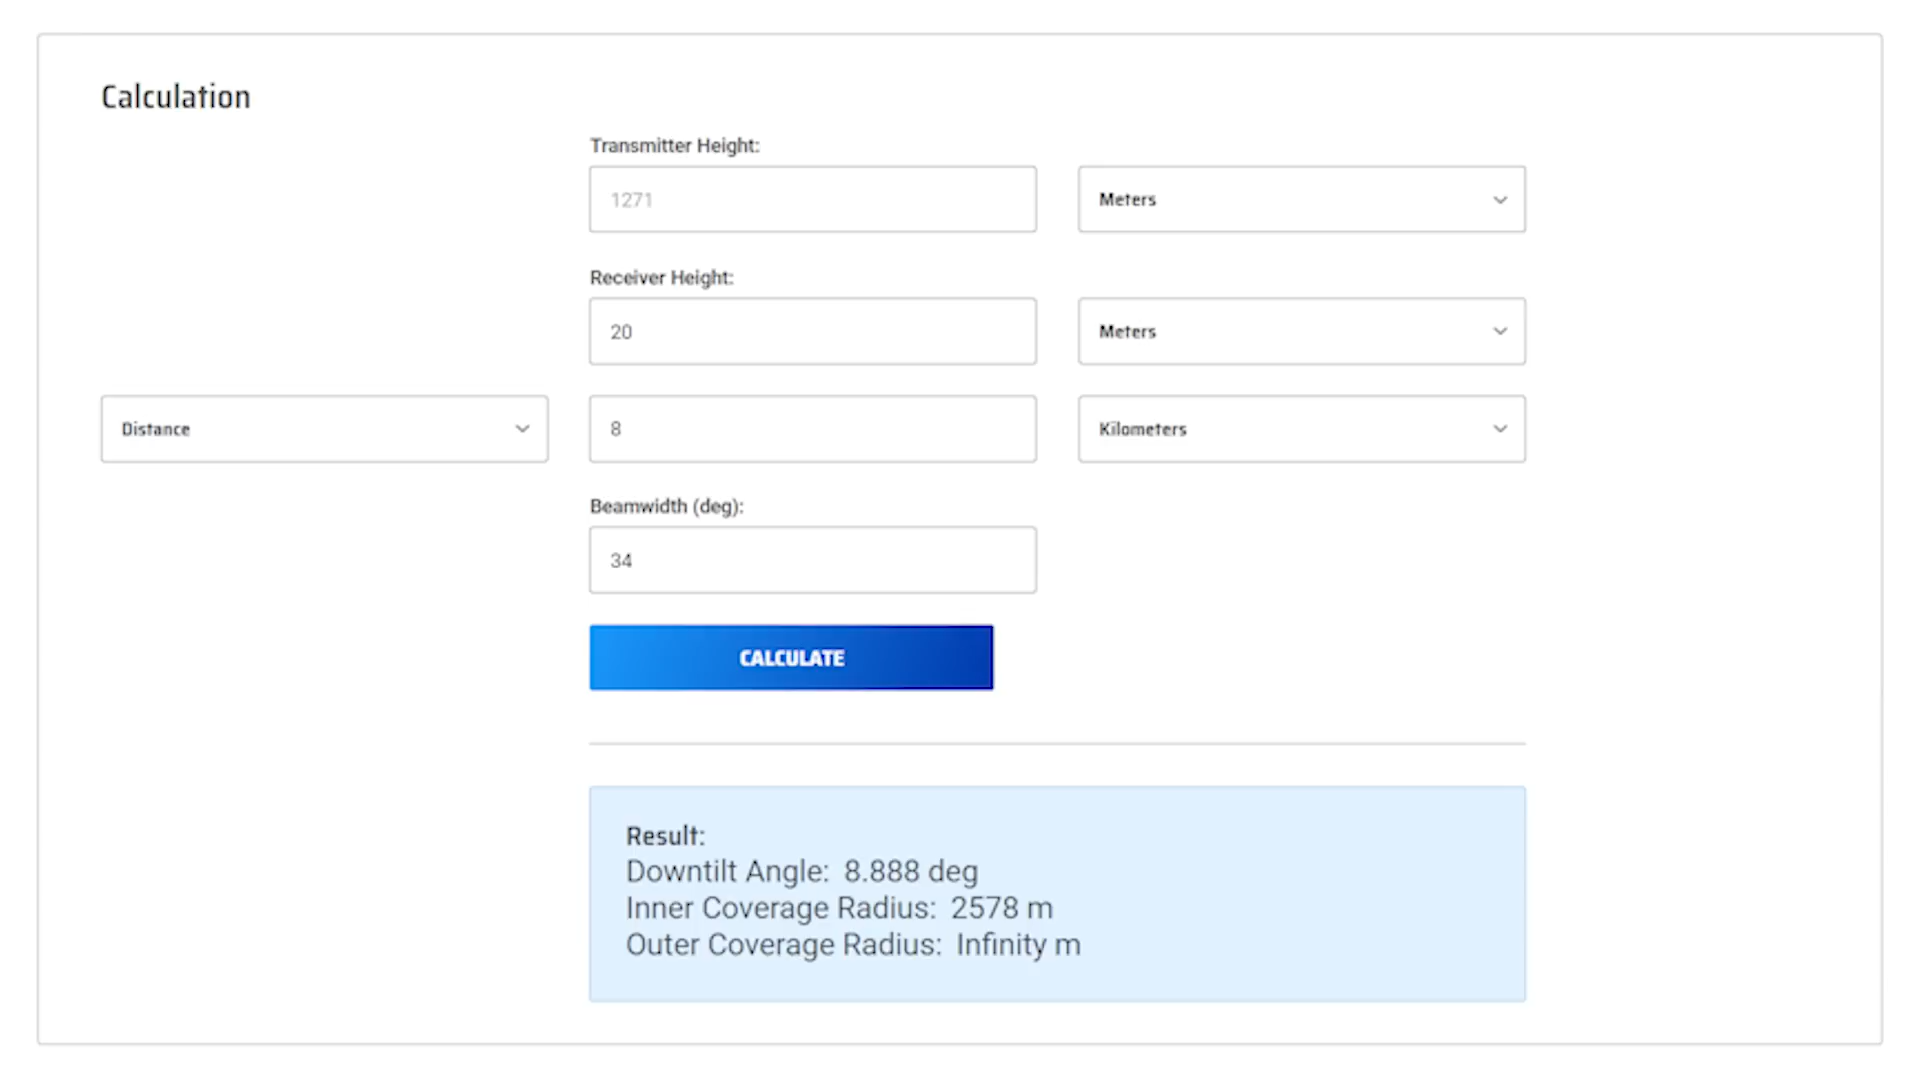 Calculation
Transmitter Height:
1271
Meters
Receiver Height:
20
Meters
Distance
8
Kilometers
Beamwidth (deg):
34
CALCULATE
Result:
Downtilt Angle: 8.888 deg
Inner Coverage Radius: 2578 m
Outer Coverage Radius: Infinity m